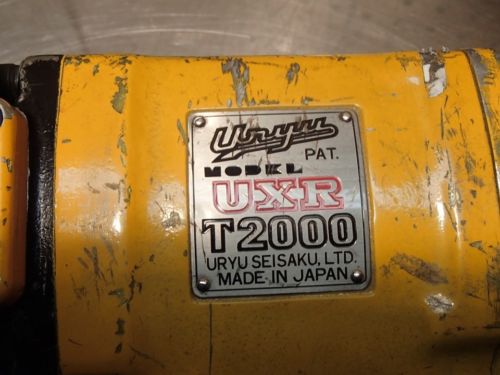 Uryu
PAT.
MODEL
UXR
T2000
URYU SEISAKU, LTD.
MADE IN JAPAN